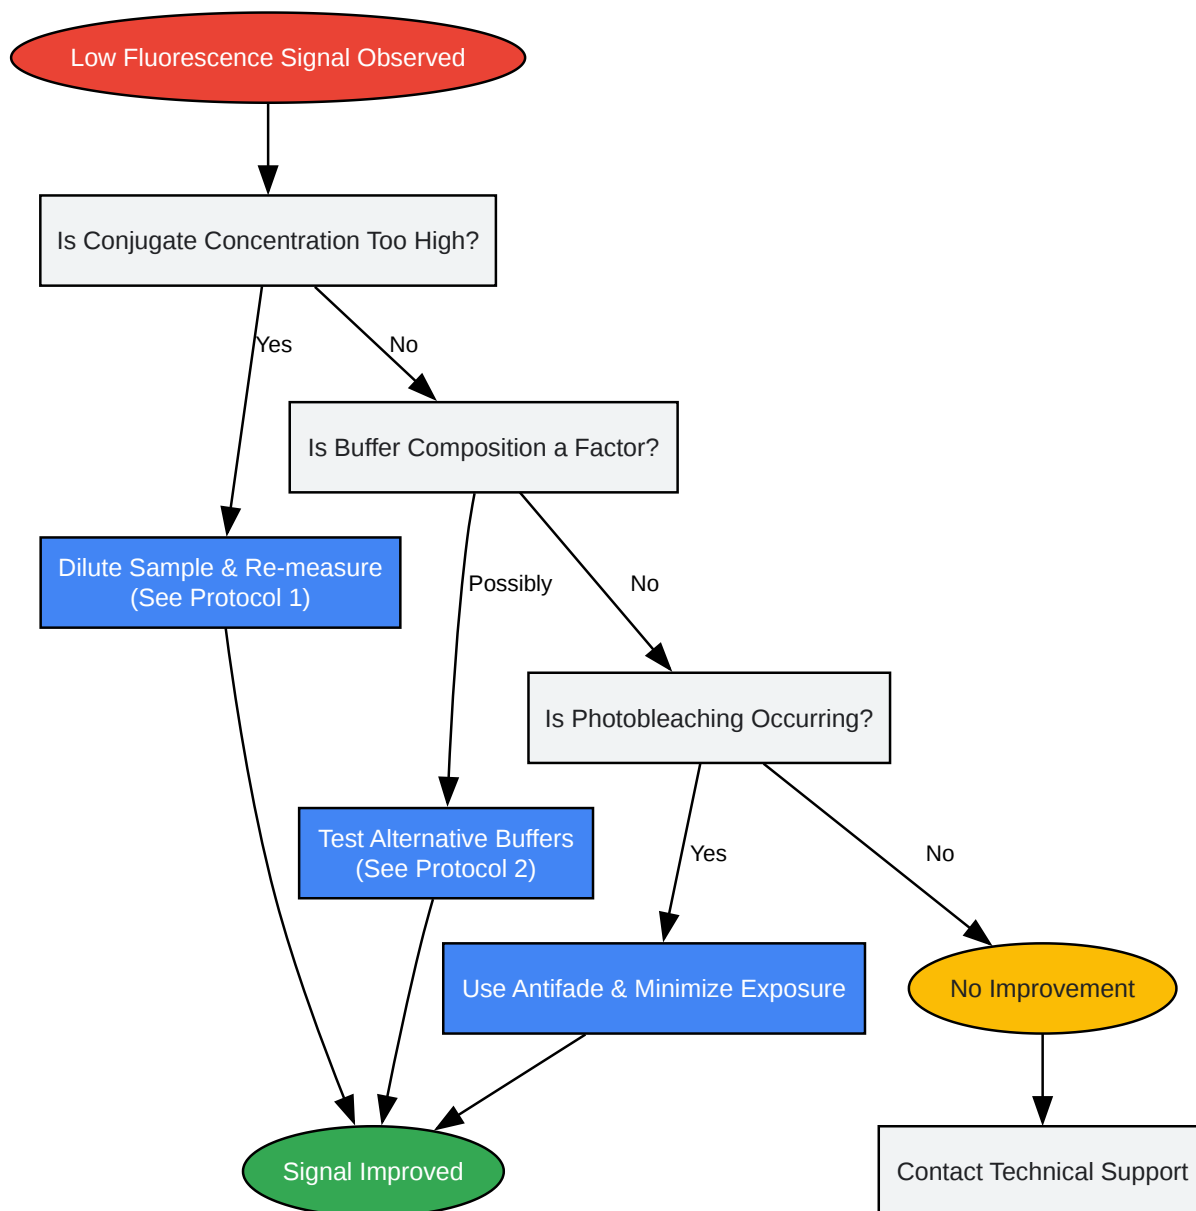 Low Fluorescence Signal Observed
Is Conjugate Concentration Too High?
Yes
No
Is Buffer Composition a Factor?
Dilute Sample & Re-measure
(See Protocol 1)
Possibly
No
Is Photobleaching Occurring?
Test Alternative Buffers
(See Protocol 2)
Yes
No
Use Antifade & Minimize Exposure
No Improvement
Signal Improved
Contact Technical Support